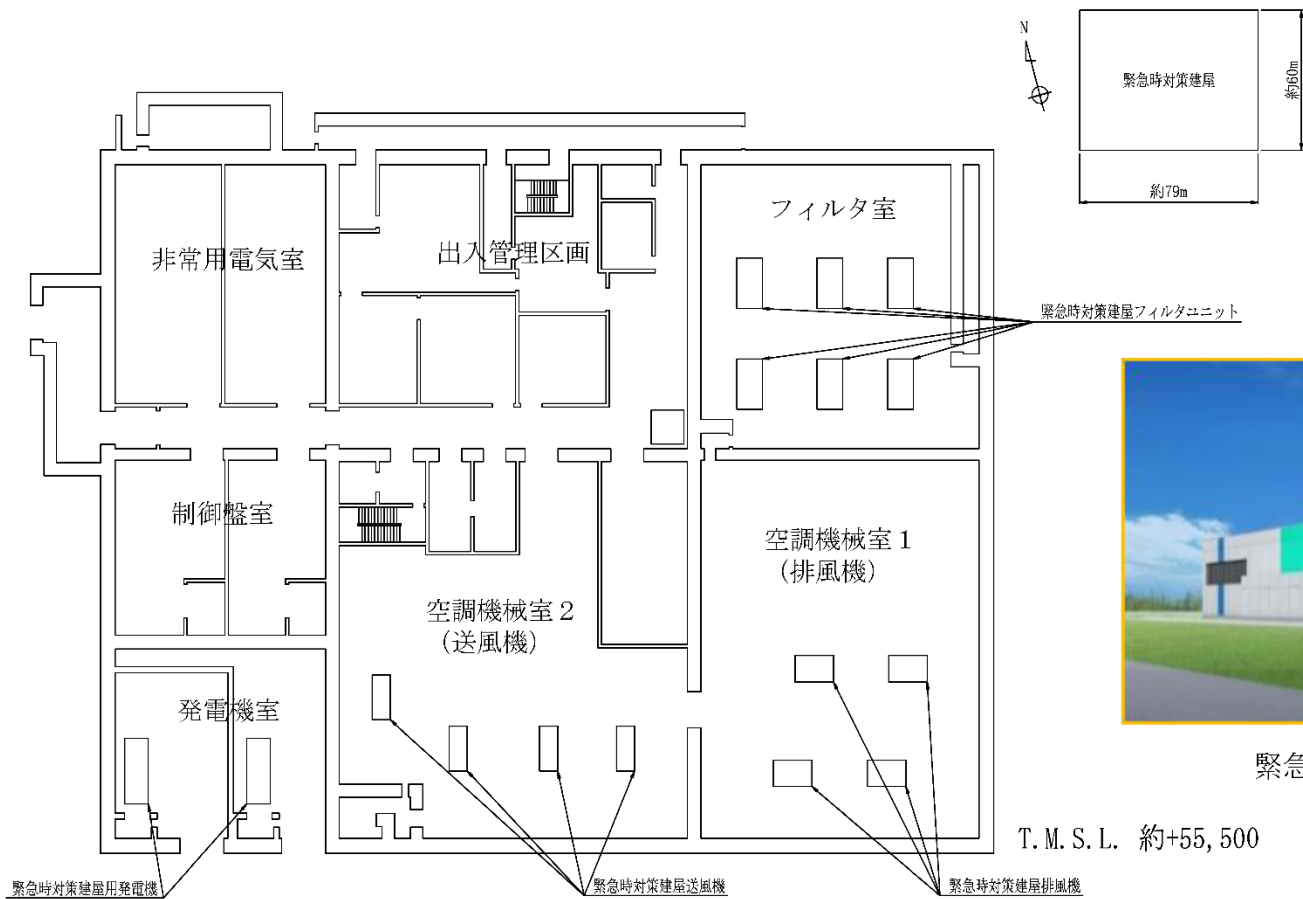 N
緊急時対策建屋
約60m
約79m
非常用電気室
出入管理区画
フィルタ室
緊急時対策建屋フィルタユニット
制御盤室
空調機械室1
(排風機)
空調機械室2
(送風機)
発電機室
緊急
T.M.S.L. 約+55,500
緊急時対策建屋用発電機
緊急時対策建屋送風機
緊急時対策建屋排風機